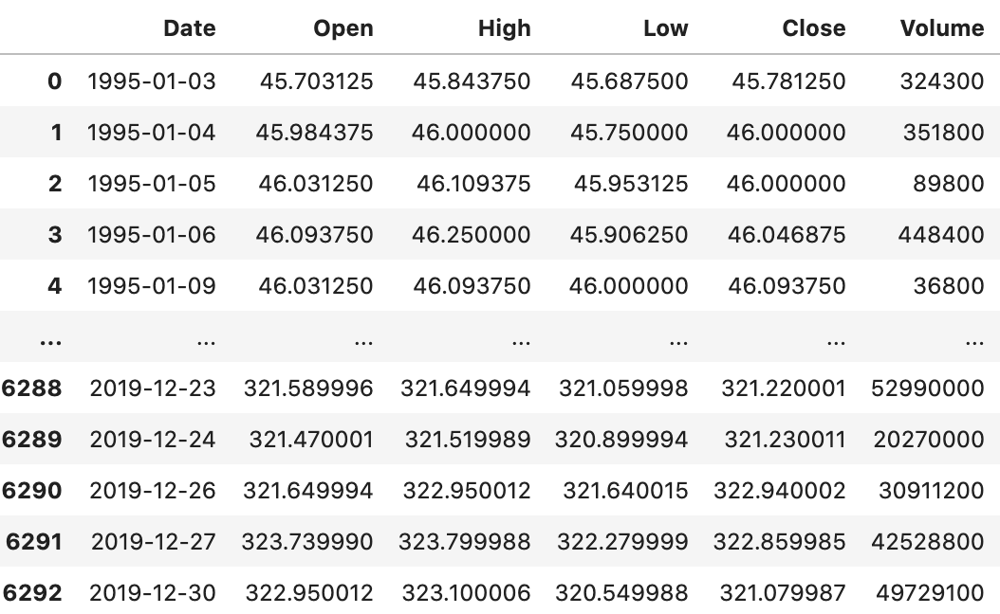 Date Open High Low Close Volume
0 1995-01-03 45.703125 45.843750 45.687500 45.781250 324300
1 1995-01-04 45.984375 46.000000 45.750000 46.000000 351800
2 1995-01-05 46.031250 46.109375 45.953125 46.000000 89800
3 1995-01-06 46.093750 46.250000 45.906250 46.046875 448400
4 1995-01-09 46.031250 46.093750 46.000000 46.093750 36800
... ... ... ... ... ... ...
6288 2019-12-23 321.589996 321.649994 321.059998 321.220001 52990000
6289 2019-12-24 321.470001 321.519989 320.899994 321.230011 20270000
6290 2019-12-26 321.649994 322.950012 321.640015 322.940002 30911200
6291 2019-12-27 323.739990 323.799988 322.279999 322.859985 42528800
6292 2019-12-30 322.950012 323.100006 320.549988 321.079987 49729100